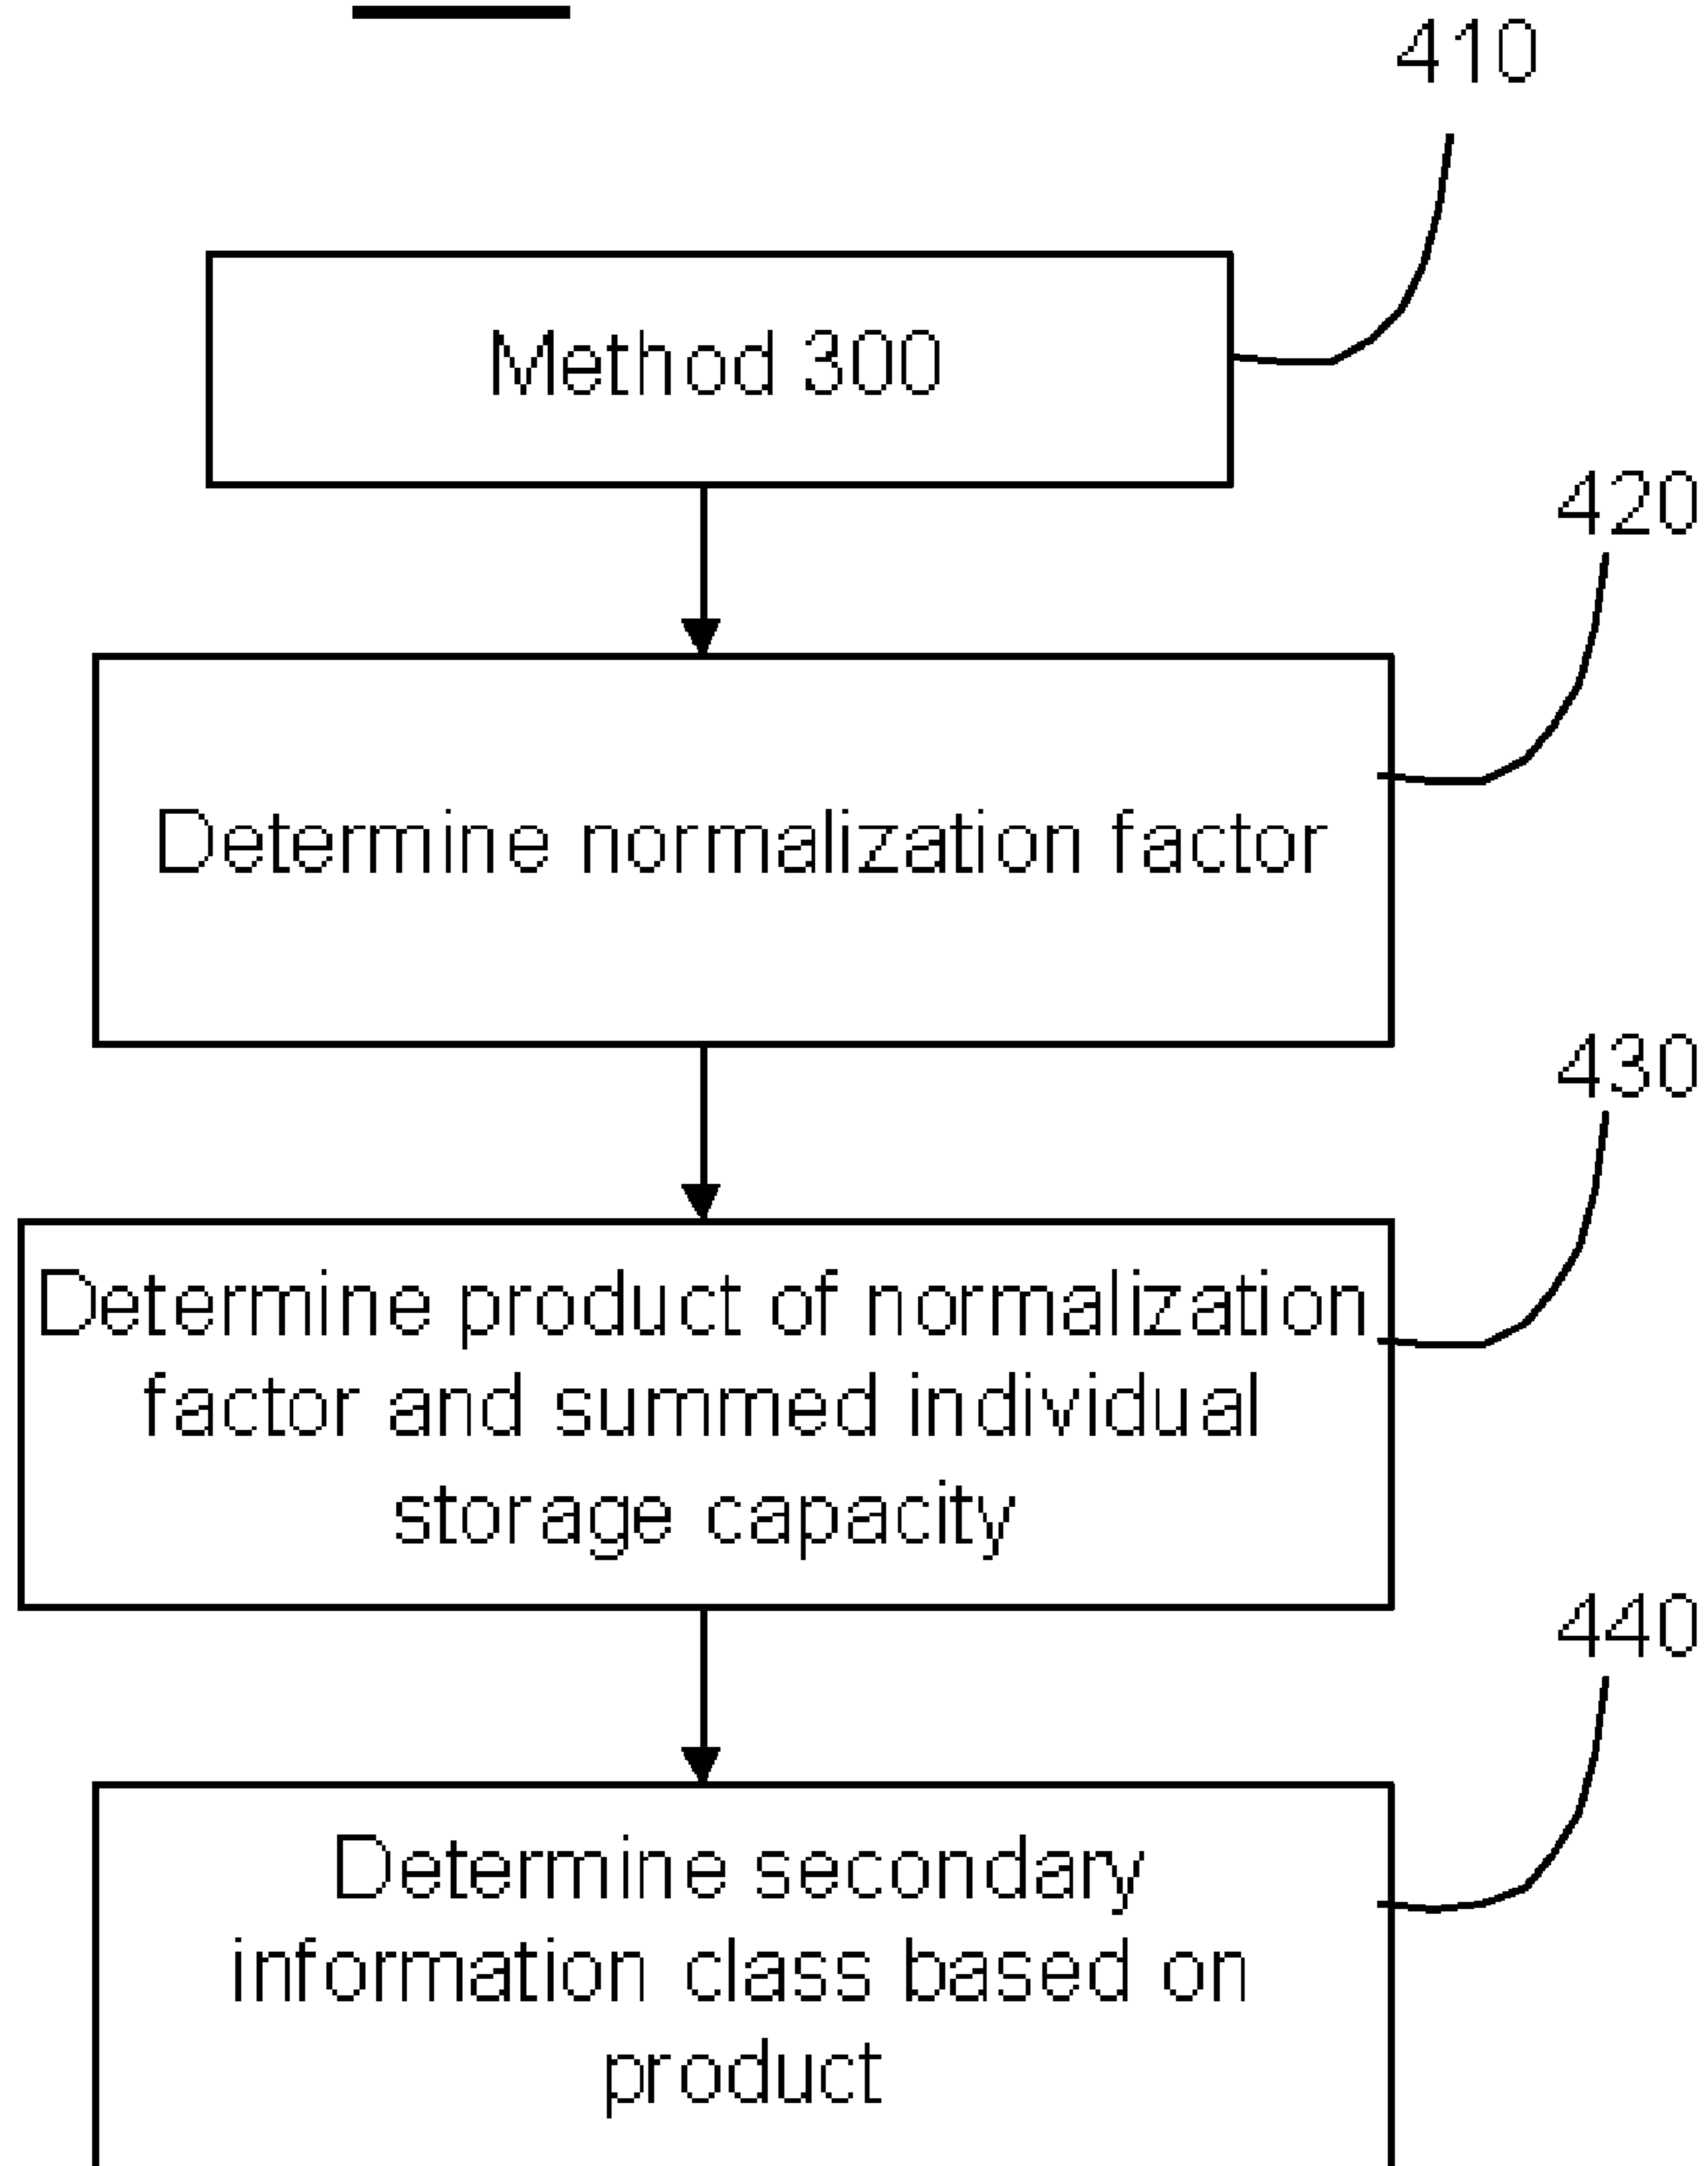 410
Method 300
420
Determine normalization factor
430
Determine product of normalization
factor and summed individual
storage capacity
440
Determine secondary
information class based on
product